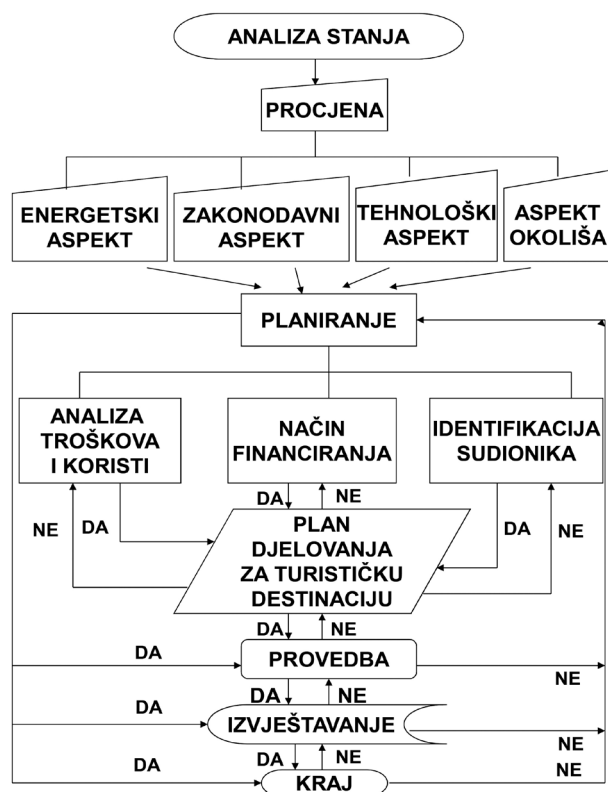 ANALIZA STANJA
PROCJENA
ENERGETSKI
ASPEKT
ZAKONODAVNI
ASPEKT
TEHNOLOŠKI
ASPEKT
ASPEKT
OKOLIŠA
PLANIRANJE
ANALIZA
TROŠKOVA
I KORISTI
NAČIN
FINANCIRANJA
IDENTIFIKACIJA
SUDIONIKA
DA
NE
NE
DA
PLAN
DJELOVANJA
ZA TURISTIČKU
DESTINACIJU
DA
NE
DA
NE
DA
PROVEDBA
NE
DA
NE
DA
IZVJEŠTAVANJE
NE
DA
NE
DA
KRAJ
NE